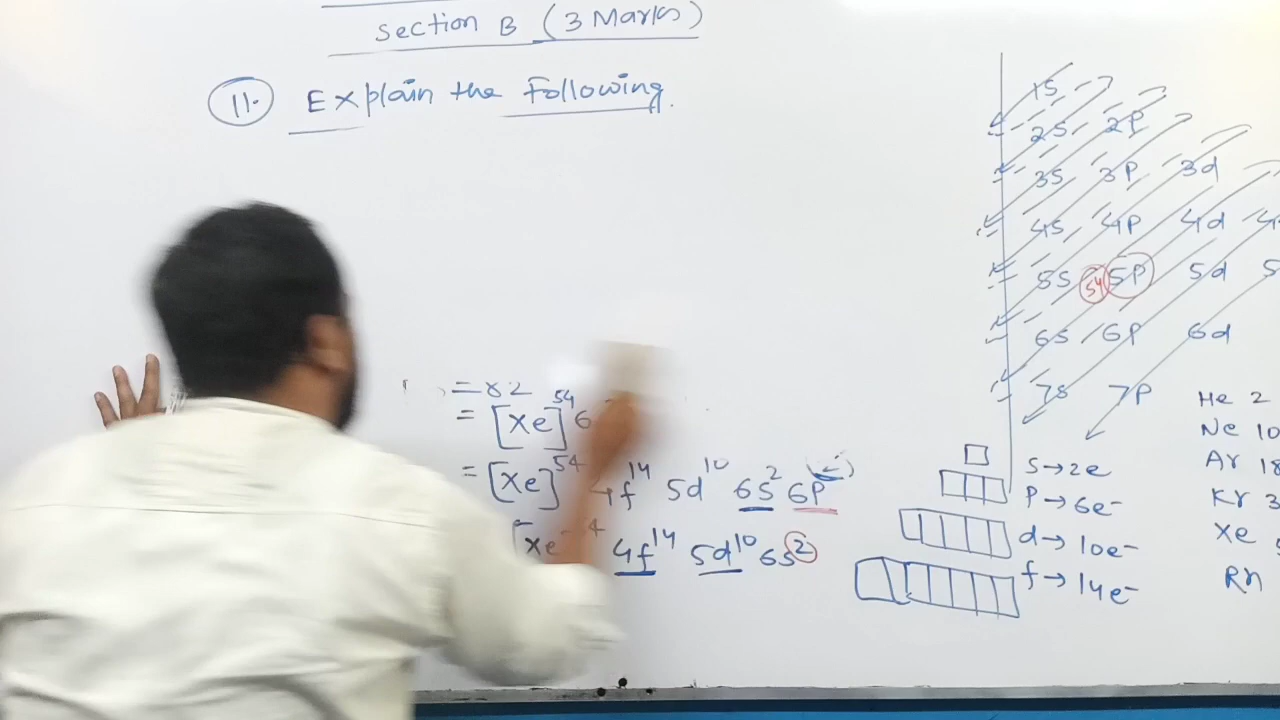 Section B (3 Marks)
11. Explain the Following.
= 82
= [Xe]54 6
= [Xe]54 4f14 5d10 6s2 6p
[Xe 4 4f14 5d10 6s2
1s
2s 2p
3s 3p 3d
4s 4p 4d
5s 54 5p 5d
6s 6p 6d
7s 7p
s→2e
p→6e-
d→10e-
f→14e-
He 2
Ne 10
Ar 18
Kr 3
Xe
Rn